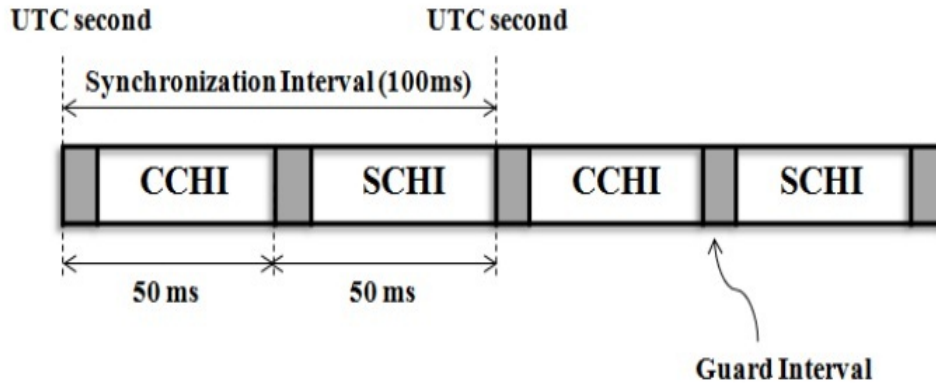 UTC second UTC second
Synchronization Interval (100ms)
CCHI SCHI CCHI SCHI
50 ms 50 ms
Guard Interval